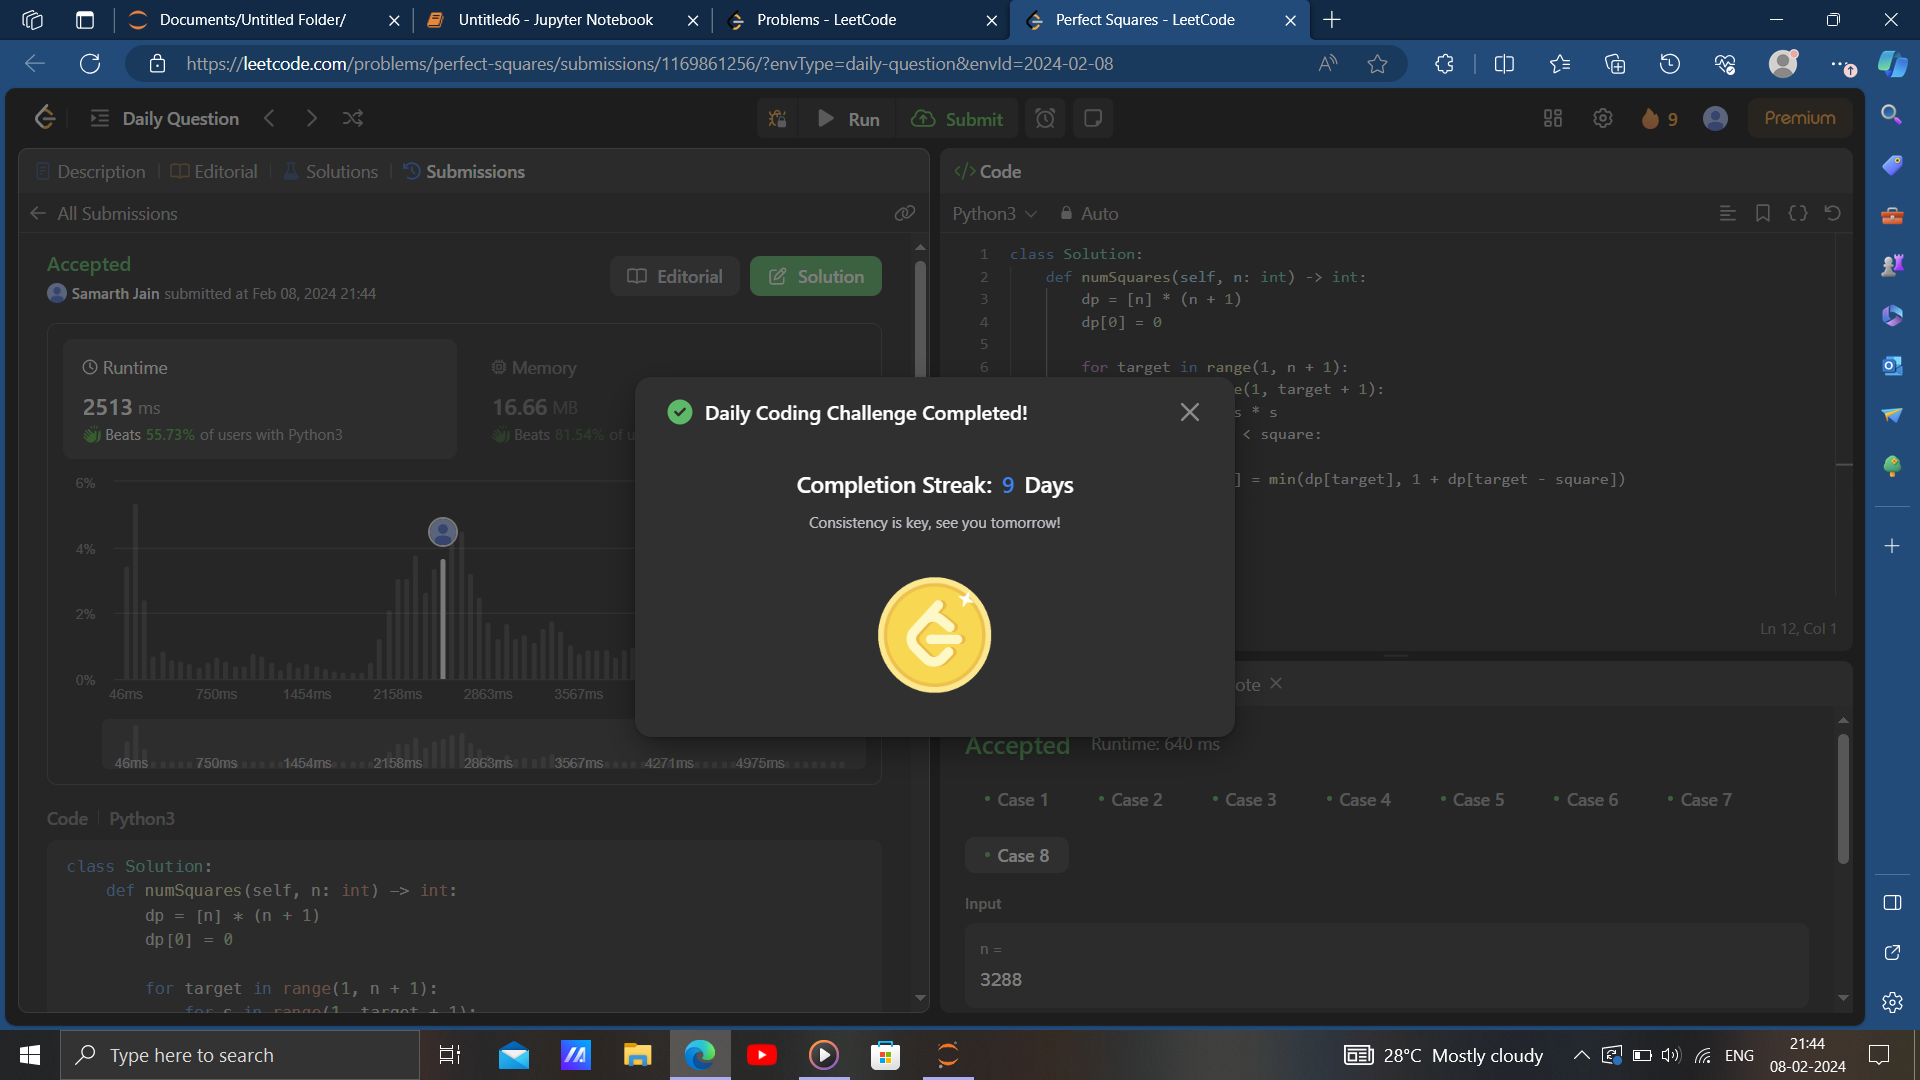 Documents/Untitled Folder/
Untitled6 - Jupyter Notebook
Problems - LeetCode
Perfect Squares - LeetCode
https://leetcode.com/problems/perfect-squares/submissions/1169861256/?envType=daily-question&envId=2024-02-08
Daily Question
Run
Submit
9
Premium
Description
Editorial
Solutions
Submissions
All Submissions
Accepted
Samarth Jain submitted at Feb 08, 2024 21:44
Editorial
Solution
Runtime
2513 ms
Beats 55.73% of users with Python3
Memory
16.66 MB
Beats 81.54% of u
6%
4%
2%
0%
46ms 750ms 1454ms 2158ms 2863ms 3567ms
46ms 750ms 1454ms 2158ms 2863ms 3567ms 4271ms 4975ms
Code Python3
class Solution:
def numSquares(self, n: int) -> int:
dp = [n] * (n + 1)
dp[0] = 0
for target in range(1, n + 1):
for s in range(1, target + 1):
Daily Coding Challenge Completed!
Completion Streak: 9 Days
Consistency is key, see you tomorrow!
</> Code
Python3
Auto
1 class Solution:
2 def numSquares(self, n: int) -> int:
3 dp = [n] * (n + 1)
4 dp[0] = 0
5
6 for target in range(1, n + 1):
e(1, target + 1):
s * s
< square:
] = min(dp[target], 1 + dp[target - square])
Ln 12, Col 1
ote
Accepted
Runtime: 640 ms
Case 1
Case 2
Case 3
Case 4
Case 5
Case 6
Case 7
Case 8
Input
n =
3288
Type here to search
28°C Mostly cloudy
ENG
21:44
08-02-2024